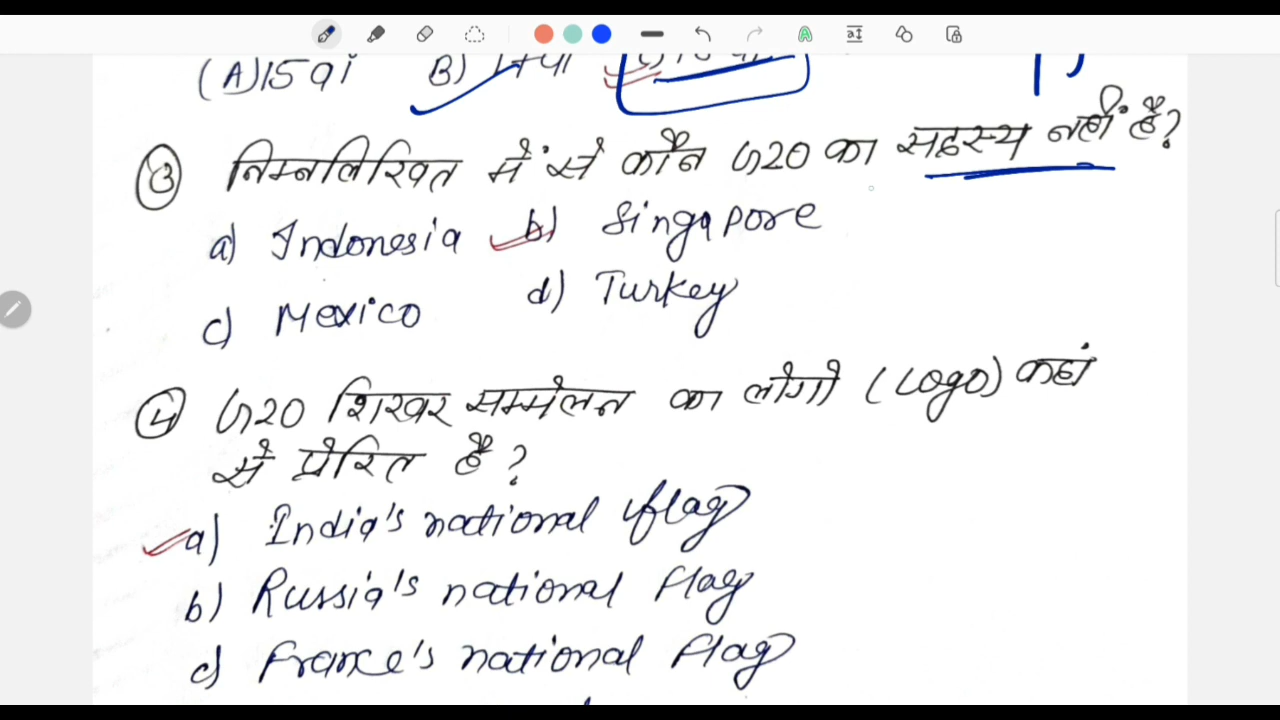 (A)15वां B)
③ निम्नलिखित में से कौन G20 का सदस्य नहीं है?
a) Indonesia b) Singapore
c) Mexico d) Turkey
④ G20 शिखर सम्मेलन का लोगो (Logo) कहां
से प्रेरित है?
a) India's national flag
b) Russia's national flag
c) France's national flag